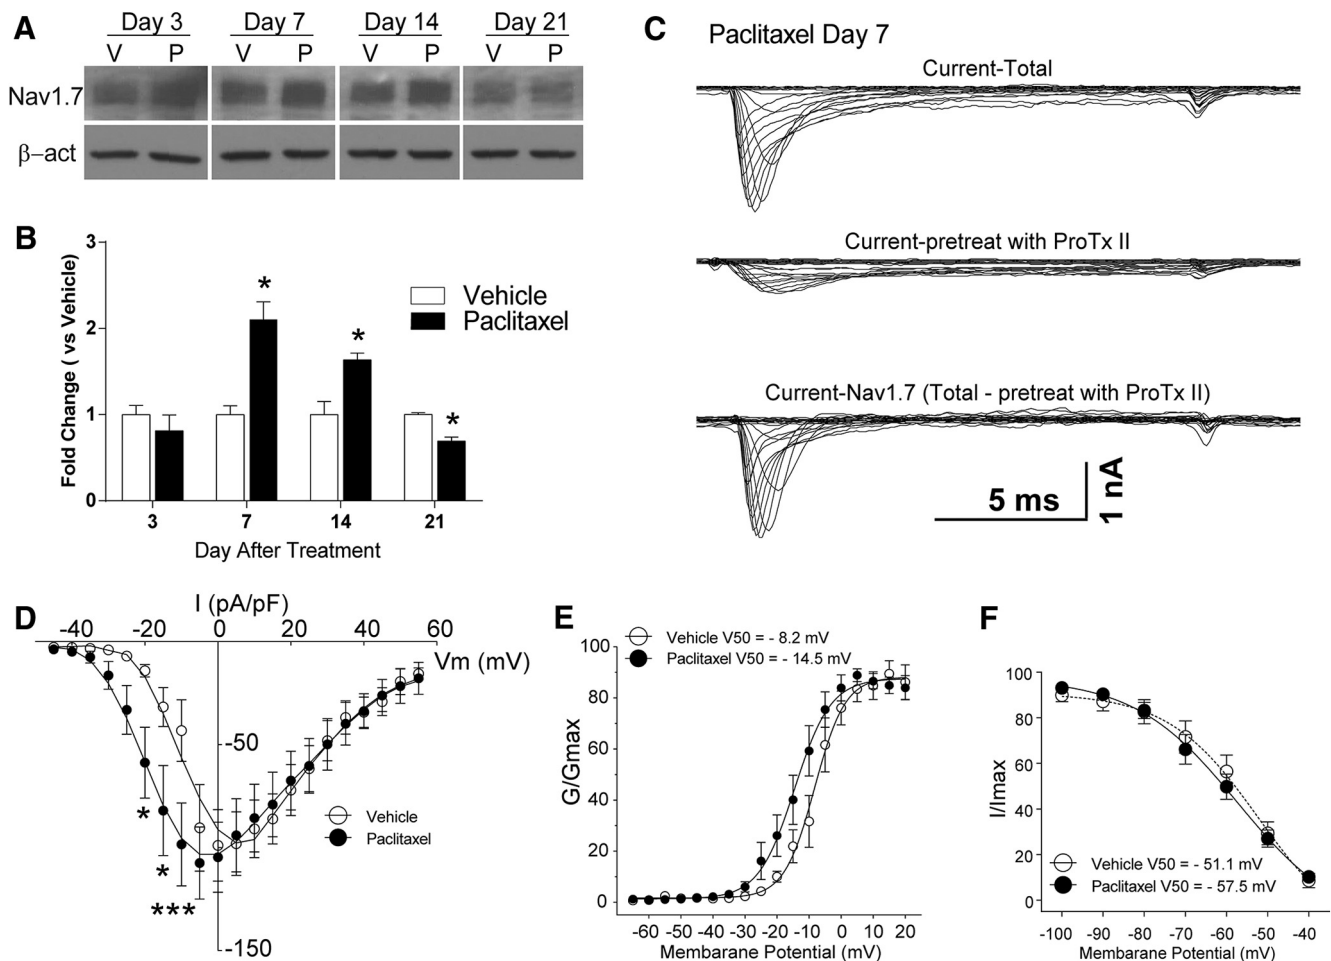 A
Day 3 Day 7 Day 14 Day 21
V P V P V P V P
Nav1.7
β–act
B
Fold Change ( vs Vehicle)
3
2
1
0
* * *
Vehicle
Paclitaxel
3 7 14 21
Day After Treatment
C
Paclitaxel Day 7
Current-Total
Current-pretreat with ProTx II
Current-Nav1.7 (Total - pretreat with ProTx II)
5 ms
1 nA
D
I (pA/pF)
-40 -20 0 20 40 60
Vm (mV)
-50
-150
Vehicle
Paclitaxel
*
*
***
E
Vehicle V50 = - 8.2 mV
Paclitaxel V50 = - 14.5 mV
G/Gmax
100
80
60
40
20
0
-60 -50 -40 -30 -20 -10 0 10 20
Membarane Potential (mV)
F
I/Imax
100
80
60
40
20
0
Vehicle V50 = - 51.1 mV
Paclitaxel V50 = - 57.5 mV
-100 -90 -80 -70 -60 -50 -40
Membarane Potential (mV)